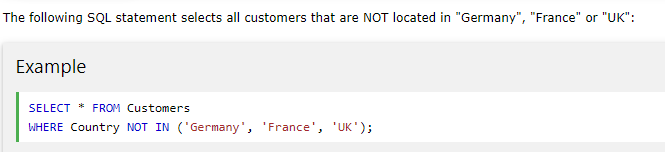 The following SQL statement selects all customers that are NOT located in "Germany", "France" or "UK":
Example
SELECT * FROM Customers
WHERE Country NOT IN ('Germany', 'France', 'UK');